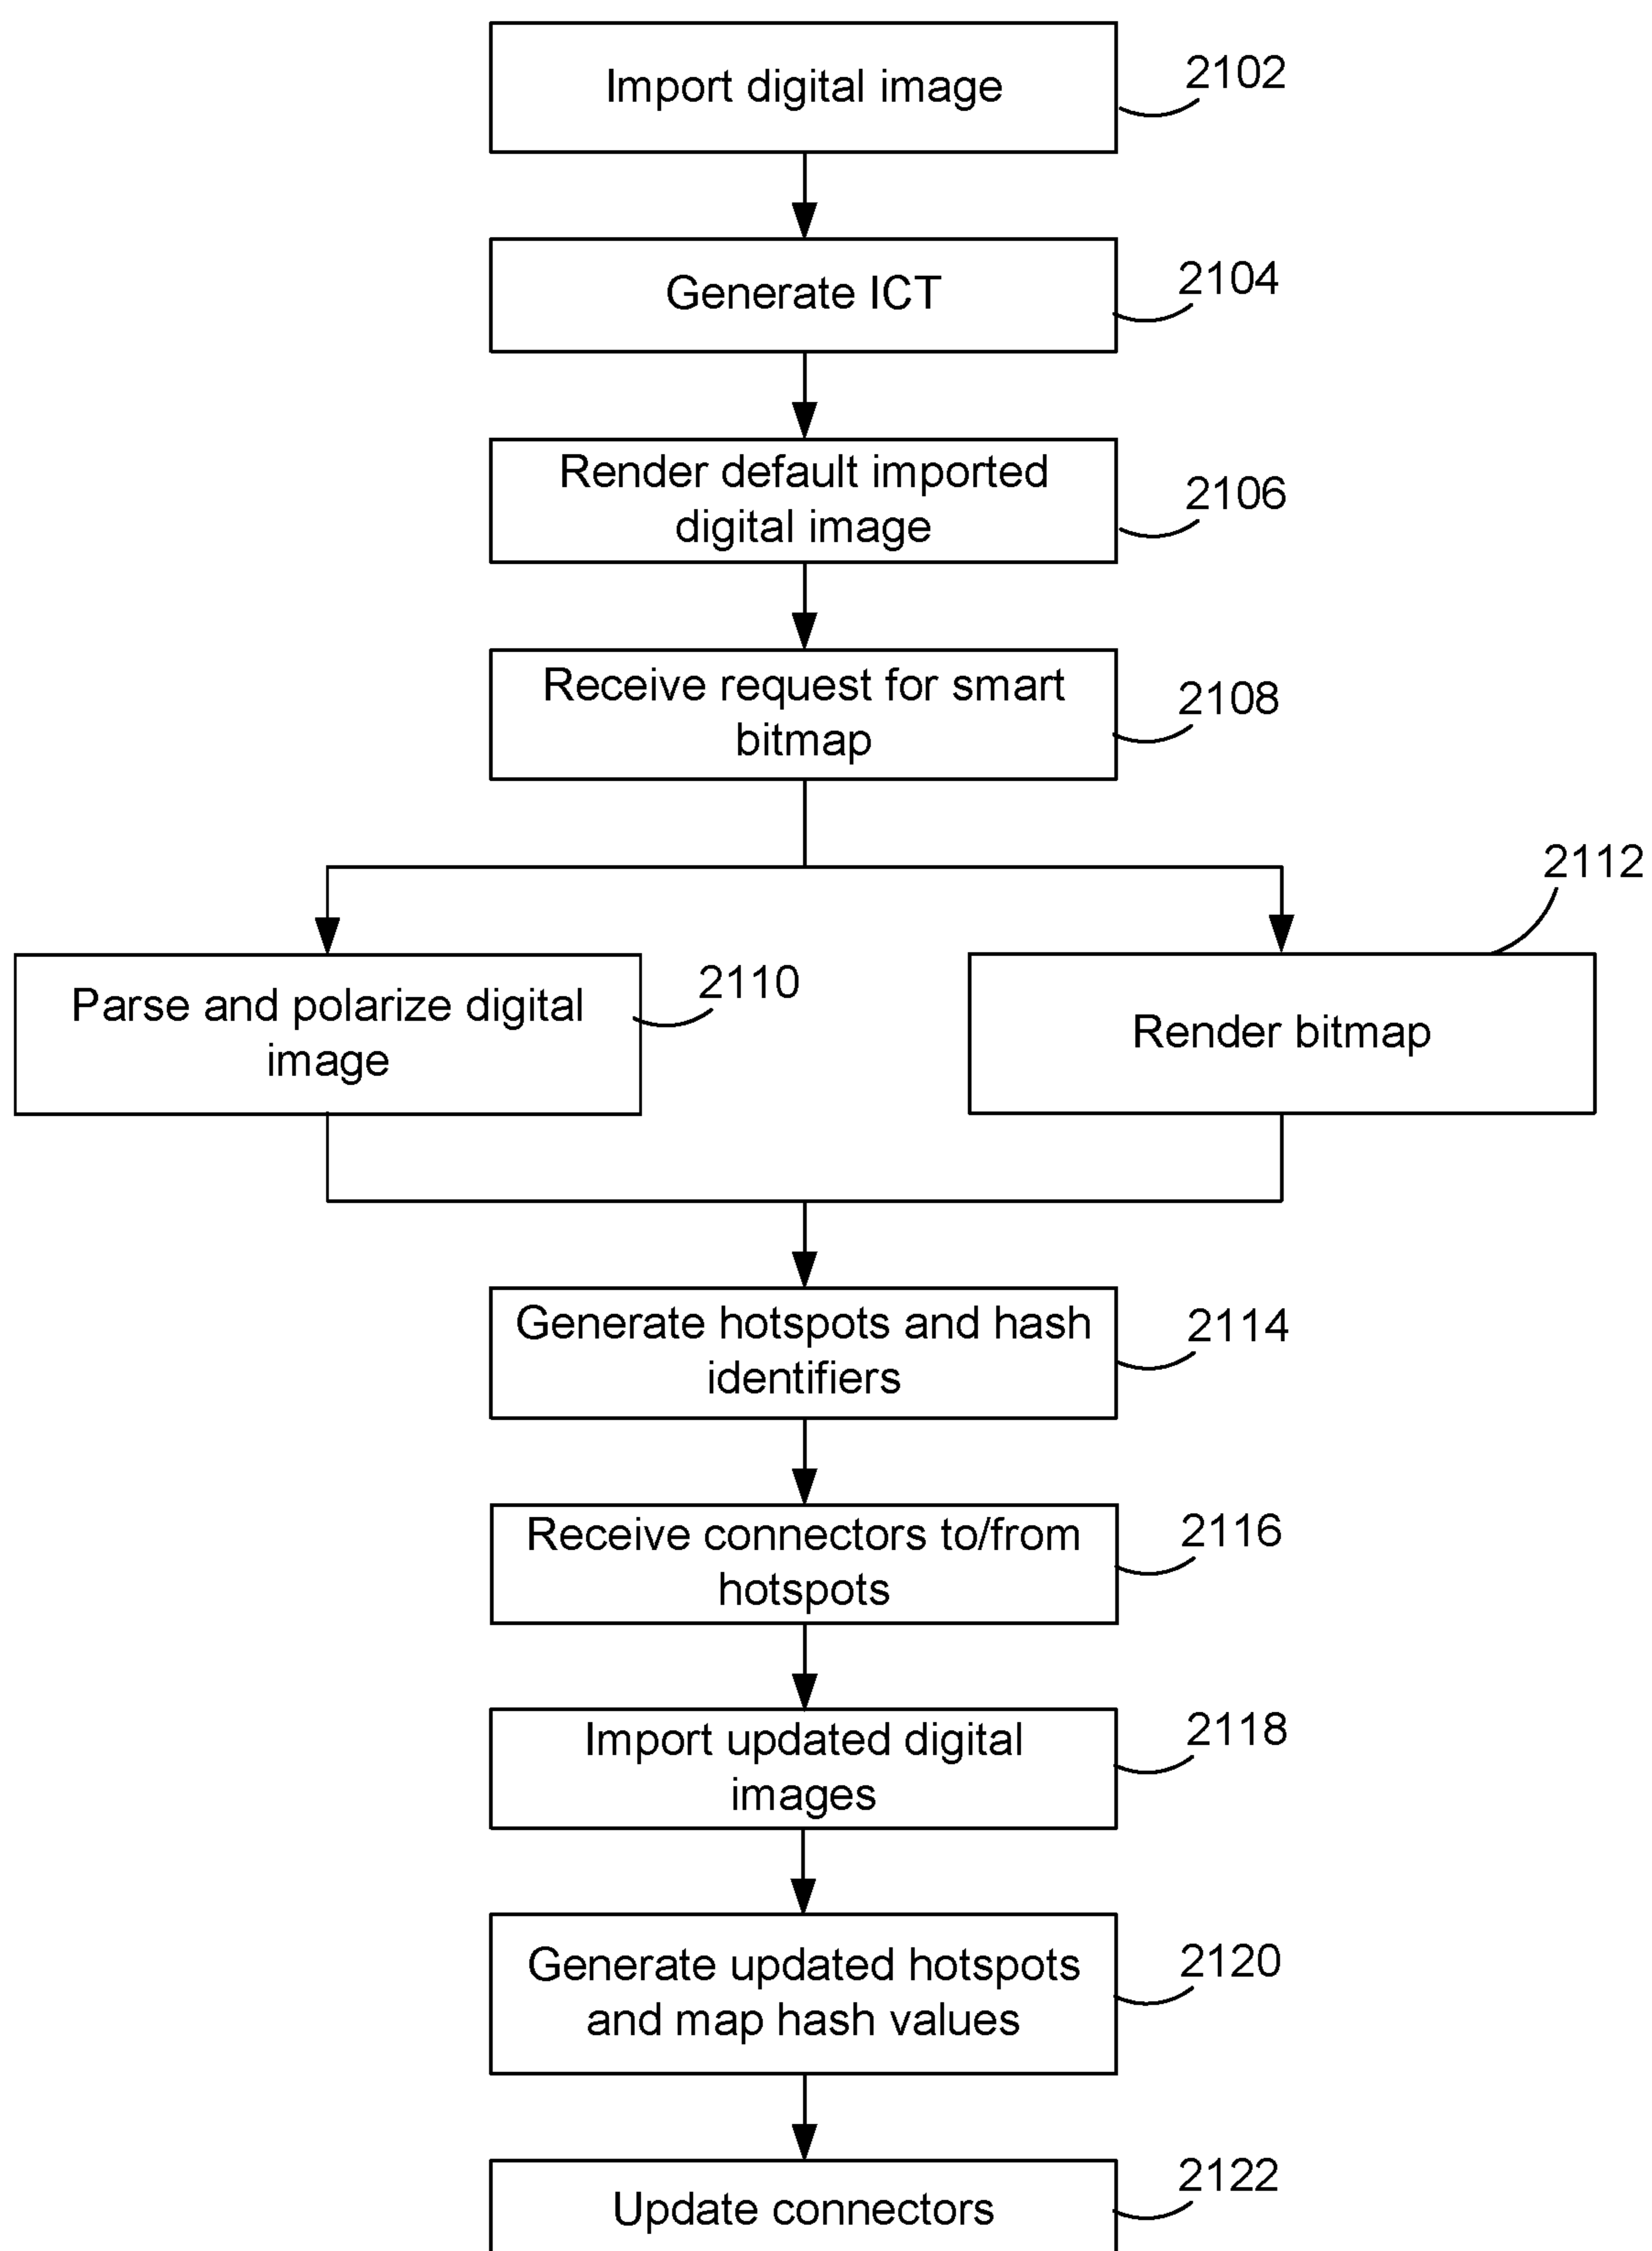 Import digital image
2102
Generate ICT
2104
Render default imported
digital image
2106
Receive request for smart
bitmap
2108
2112
Parse and polarize digital
image
2110
Render bitmap
Generate hotspots and hash
identifiers
2114
Receive connectors to/from
hotspots
2116
Import updated digital
images
2118
Generate updated hotspots
and map hash values
2120
Update connectors
2122